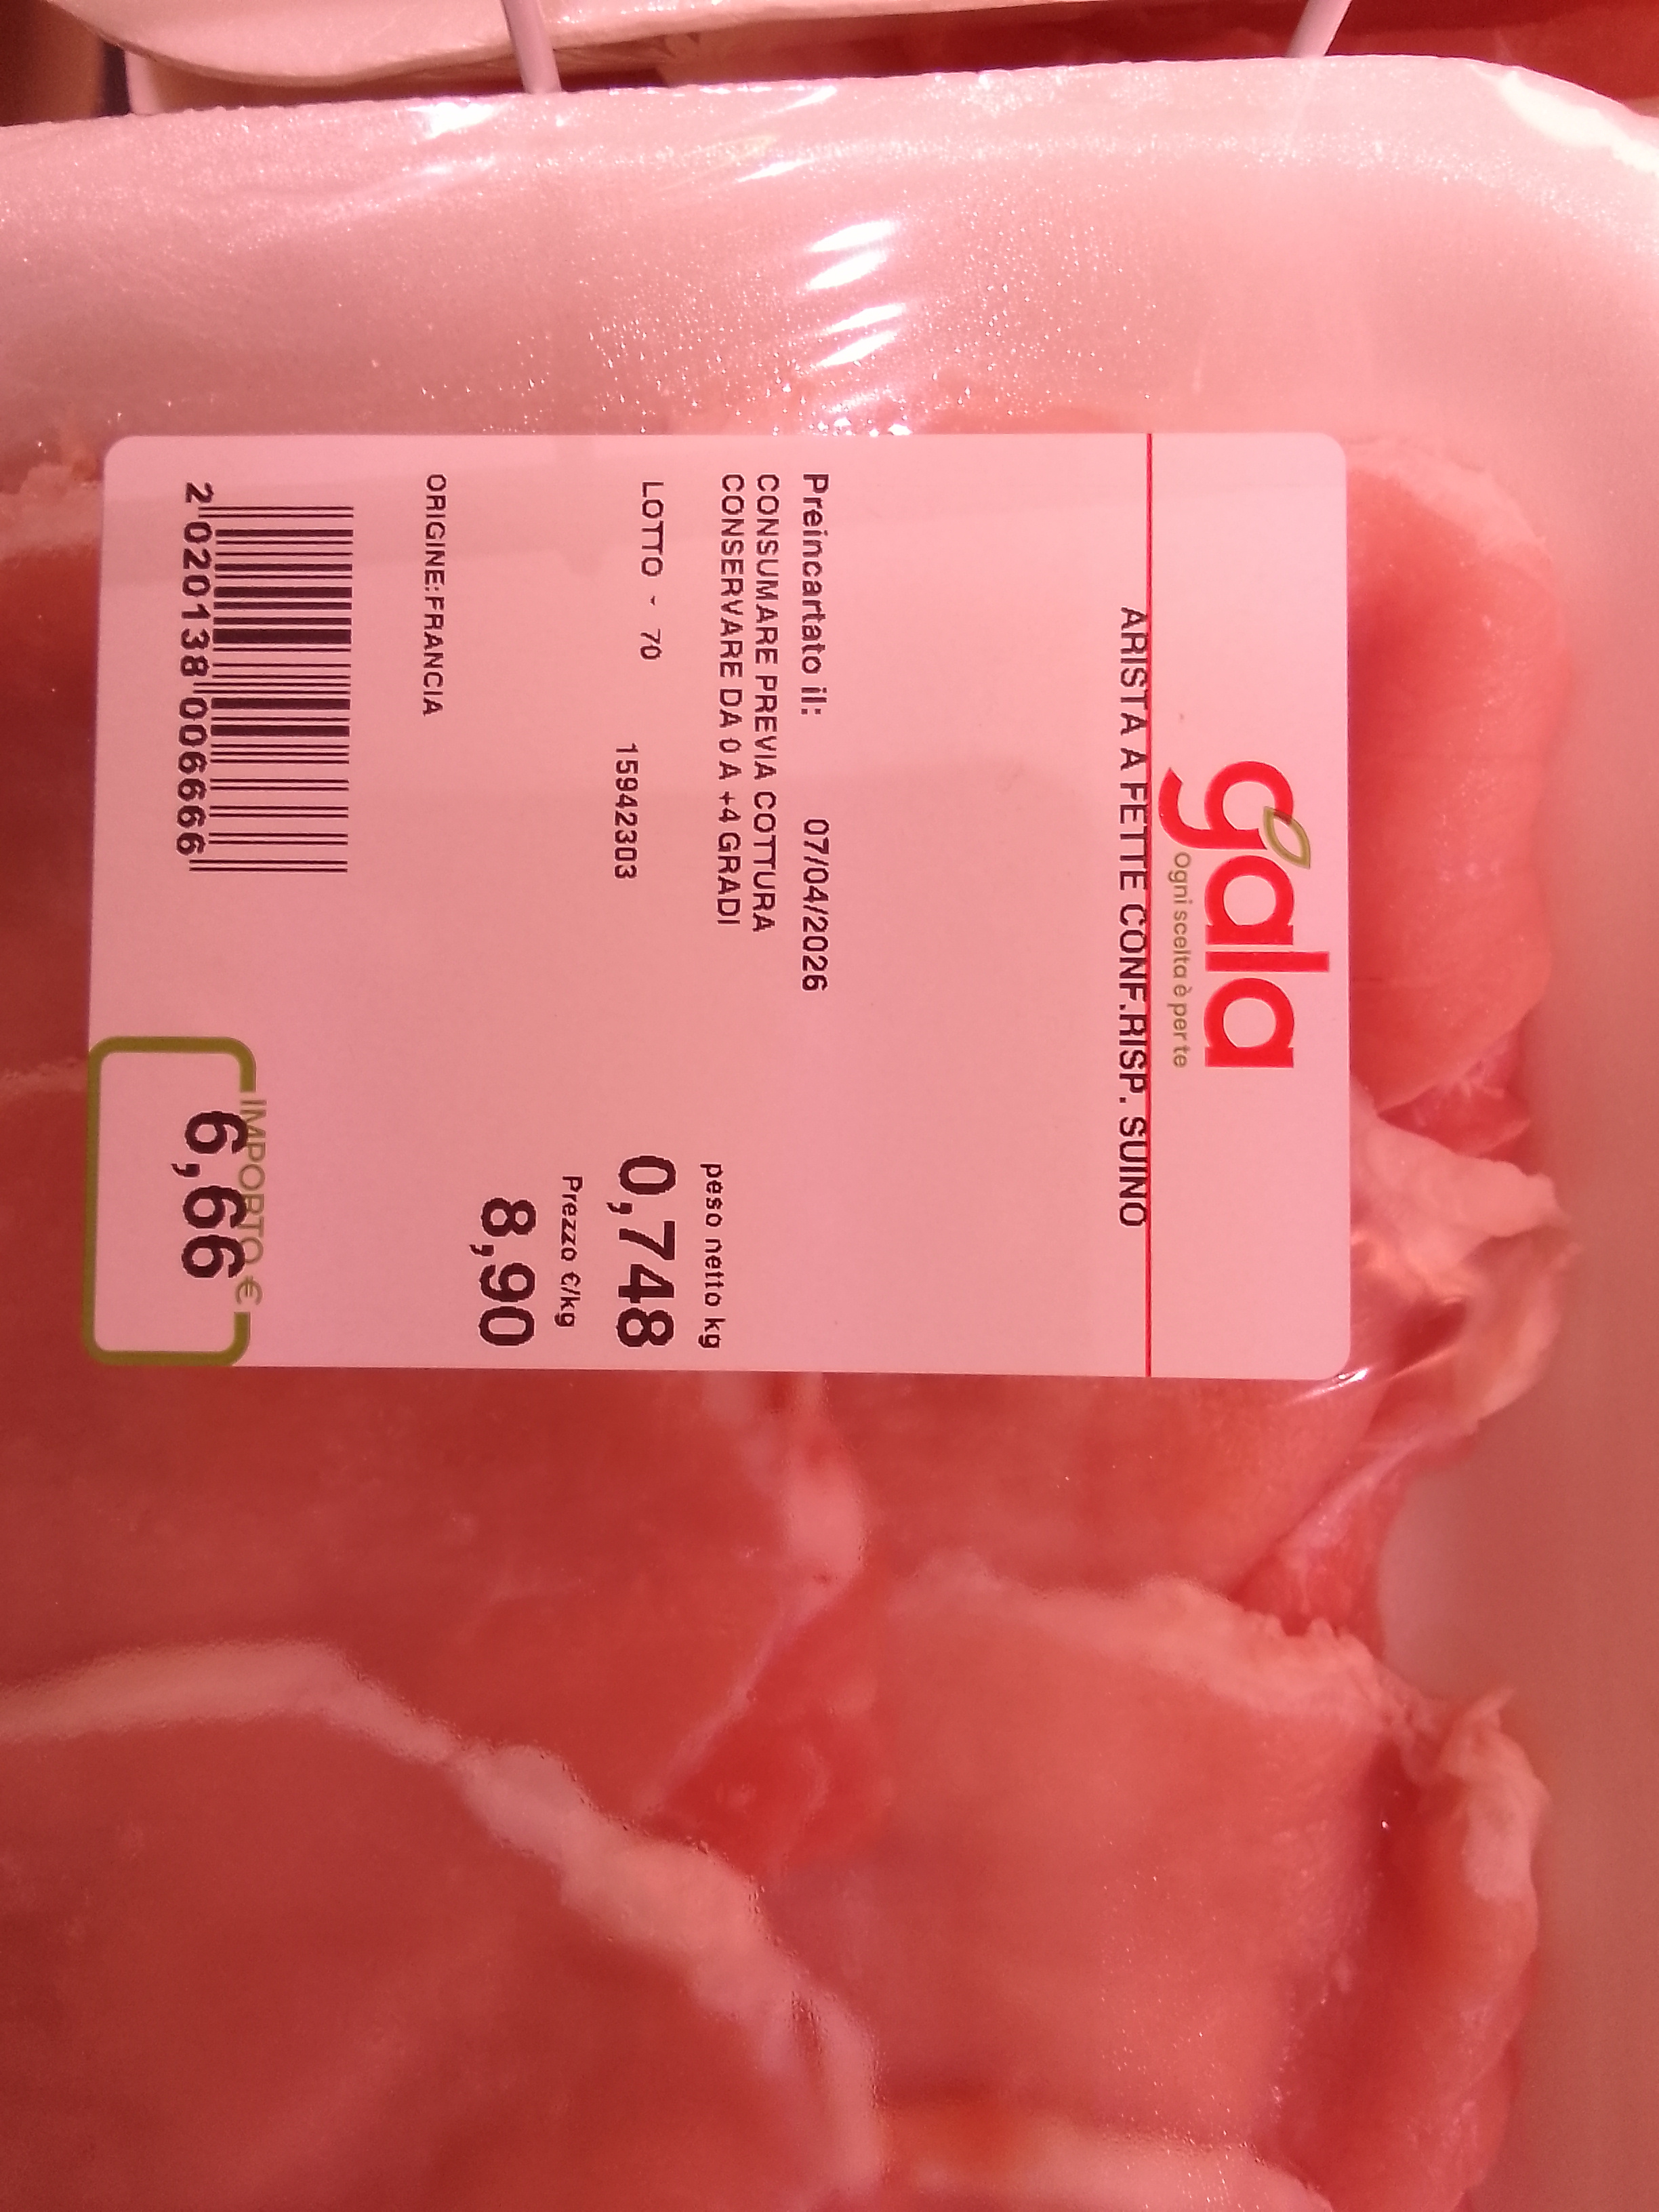 gala
Ogni scelta è per te
ARISTA A FETTE CONF.RISP. SUINO
Preincartato il: 07/04/2026
CONSUMARE PREVIA COTTURA
CONSERVARE DA 0 A +4 GRADI
peso netto kg
LOTTO - 70
0,748
15942303
Prezzo €/kg
8,90
ORIGINE:FRANCIA
IMPORTO €
6,66
2 020138 006666